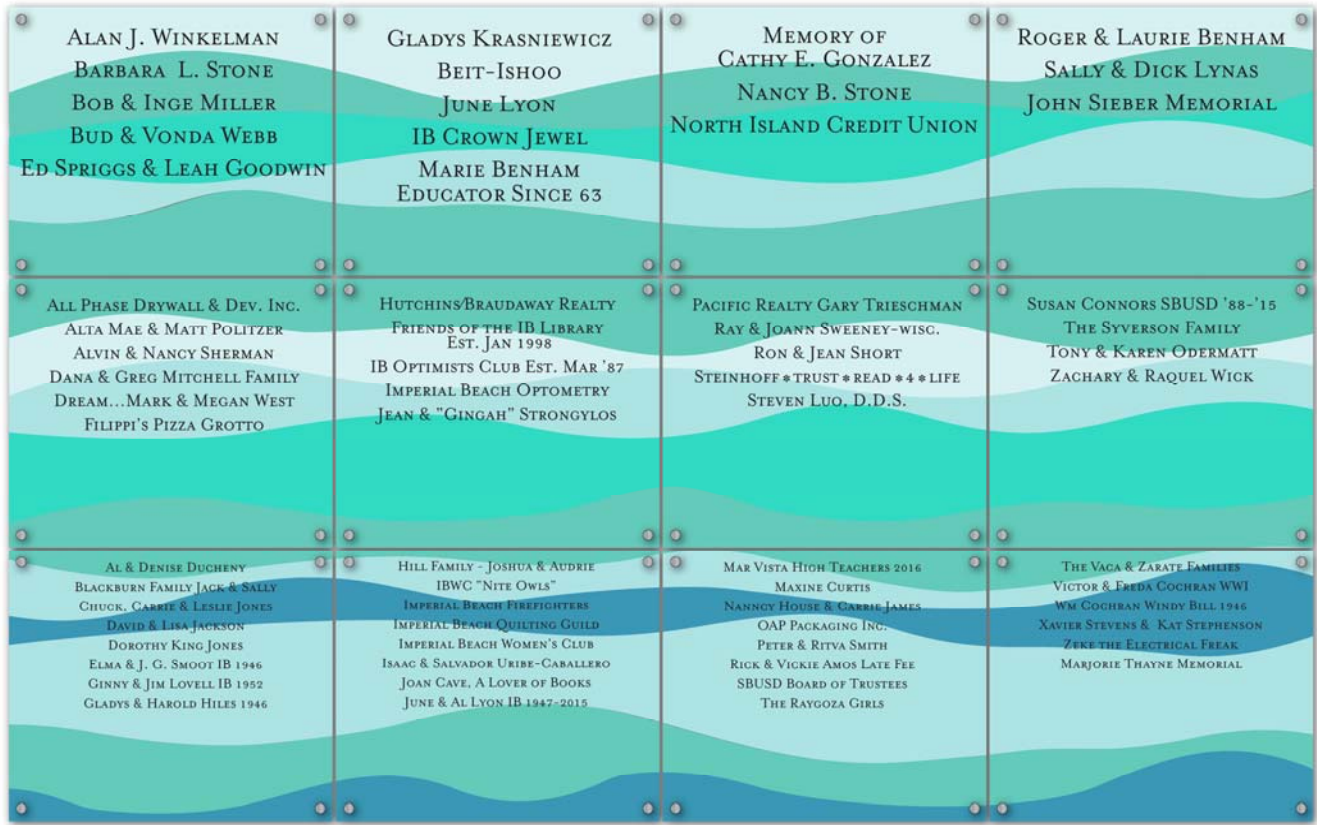 Alan J. Winkelman
Barbara L. Stone
Bob & Inge Miller
Bud & Vonda Webb
Ed Spriggs & Leah Goodwin
Gladys Krasniewicz
Beit-Ishoo
June Lyon
IB Crown Jewel
Marie Benham
Educator Since 63
Memory of
Cathy E. Gonzalez
Nancy B. Stone
North Island Credit Union
Roger & Laurie Benham
Sally & Dick Lynas
John Sieber Memorial
All Phase Drywall & Dev. Inc.
Alta Mae & Matt Politzer
Alvin & Nancy Sherman
Dana & Greg Mitchell Family
Dream...Mark & Megan West
Filippi's Pizza Grotto
Hutchins/Braudaway Realty
Friends of the IB Library
Est. Jan 1998
IB Optimists Club Est. Mar '87
Imperial Beach Optometry
Jean & "Gingah" Strongylos
Pacific Realty Gary Trieschman
Ray & Joann Sweeney-wisc.
Ron & Jean Short
Steinhoff*trust*read*4*life
Steven Luo, D.D.S.
Susan Connors SBUSD '88-'15
The Syverson Family
Tony & Karen Odermatt
Zachary & Raquel Wick
Al & Denise Ducheny
Blackburn Family Jack & Sally
Chuck, Carrie & Leslie Jones
David & Lisa Jackson
Dorothy King Jones
Elma & J. G. Smoot IB 1946
Ginny & Jim Lovell IB 1952
Gladys & Harold Hiles 1946
Hill Family - Joshua & Audrie
IBWC "Nite Owls"
Imperial Beach Firefighters
Imperial Beach Quilting Guild
Imperial Beach Women's Club
Isaac & Salvador Uribe-Caballero
Joan Cave, A Lover of Books
June & Al Lyon IB 1947-2015
Mar Vista High Teachers 2016
Maxine Curtis
Nanncy House & Carrie James
OAP Packaging Inc.
Peter & Ritva Smith
Rick & Vickie Amos Late Fee
SBUSD Board of Trustees
The Raygoza Girls
The Vaca & Zarate Families
Victor & Freda Cochran WWI
Wm Cochran Windy Bill 1946
Xavier Stevens & Kat Stephenson
Zeke the Electrical Freak
Marjorie Thayne Memorial